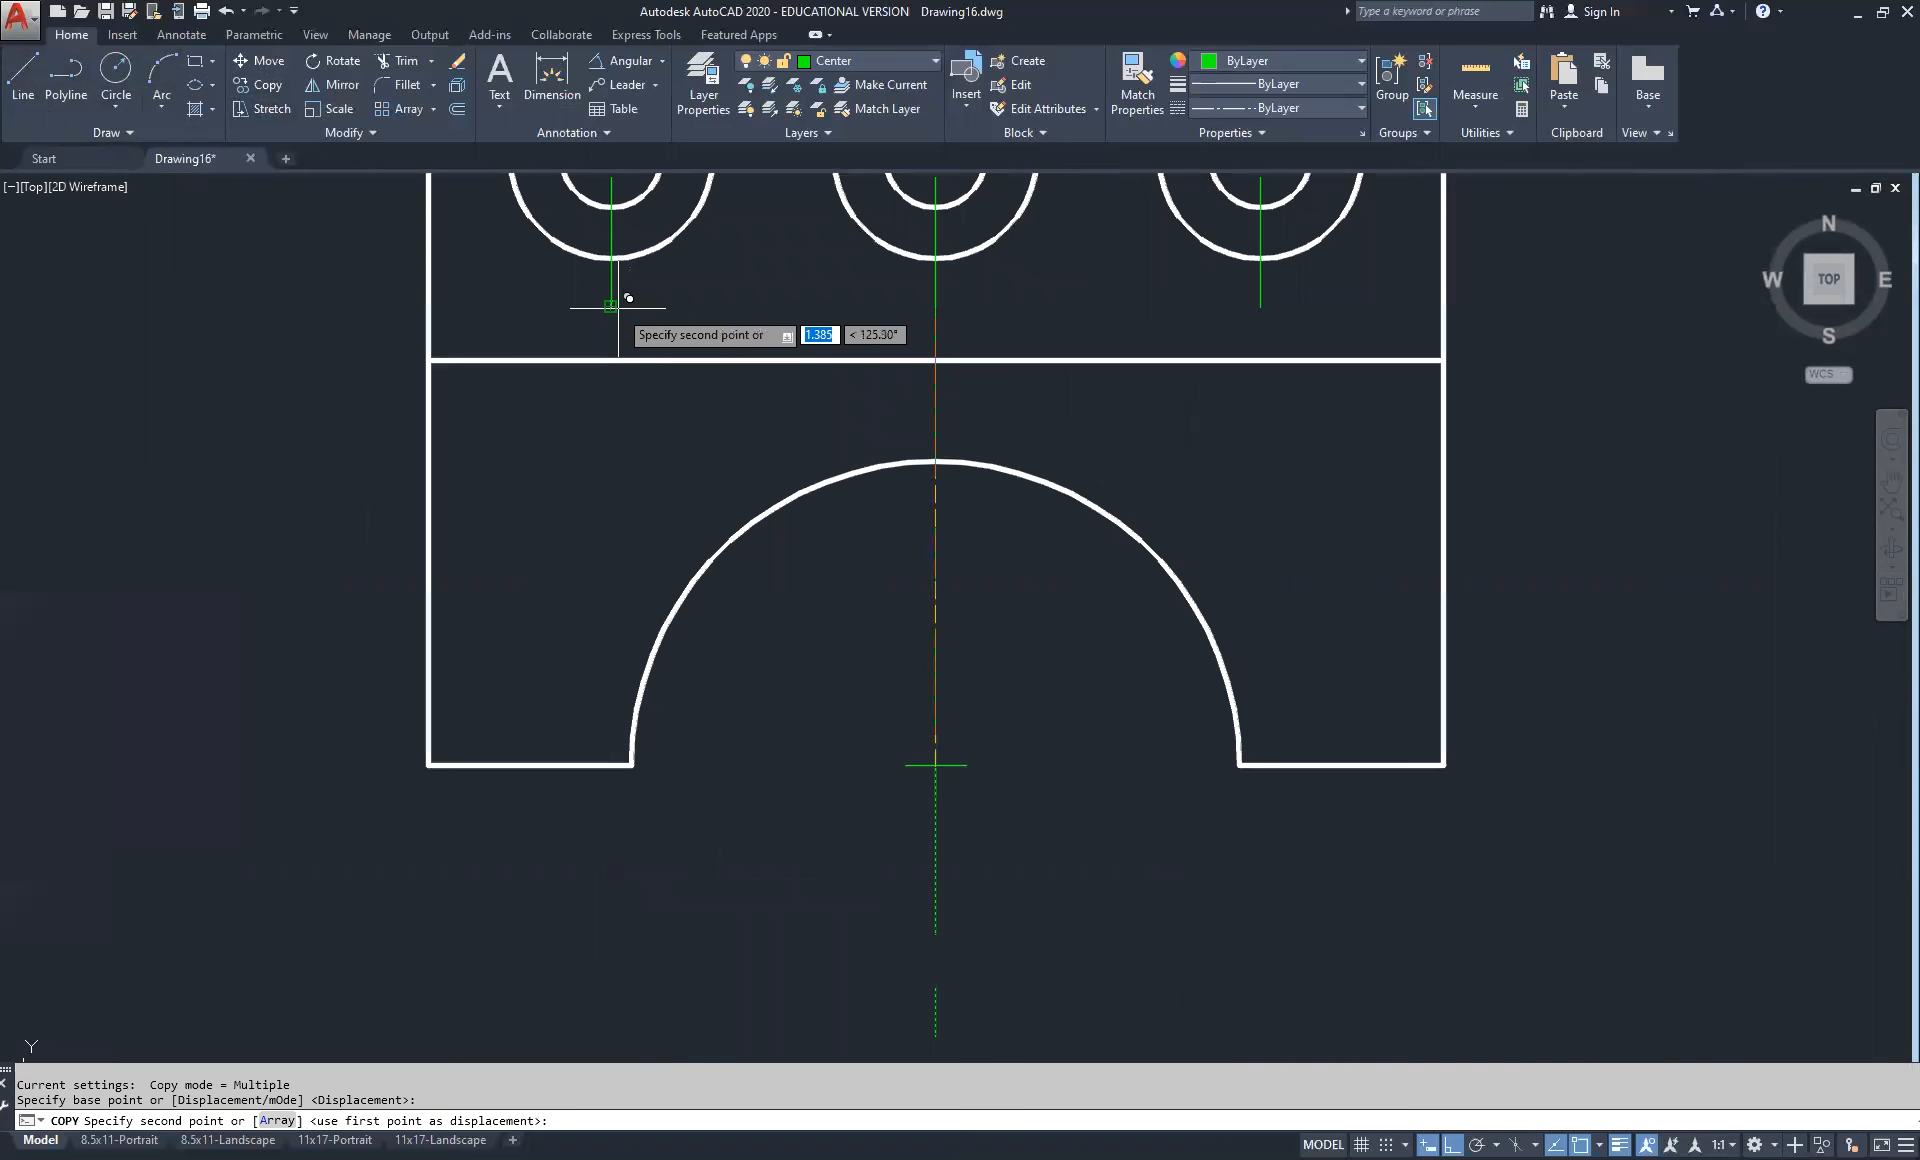 Autodesk AutoCAD 2020 - EDUCATIONAL VERSION Drawing16.dwg
Type a keyword or phrase
Sign In
Home Insert Annotate Parametric View Manage Output Add-ins Collaborate Express Tools Featured Apps
Line Polyline Circle Arc
Draw
Move Rotate Trim
Copy Mirror Fillet
Stretch Scale Array
Modify
Text Dimension
Angular
Leader
Table
Annotation
Layer Properties
Center
Make Current
Match Layer
Layers
Insert
Create
Edit
Edit Attributes
Block
Match Properties
ByLayer
ByLayer
ByLayer
Properties
Group
Groups
Measure
Utilities
Paste
Clipboard
Base
View
Start Drawing16*
[−][Top][2D Wireframe]
N
W TOP E
S
WCS
Specify second point or 1.385 < 125.30°
Y
Current settows: Copy mode = Multiple
Specify base point or [Displacement/mOde] <Displacement>:
COPY Specify second point or [Array] <use first point as displacement>:
Model 8.5x11-Portrait 8.5x11-Landscape 11x17-Portrait 11x17-Landscape +
MODEL 1:1